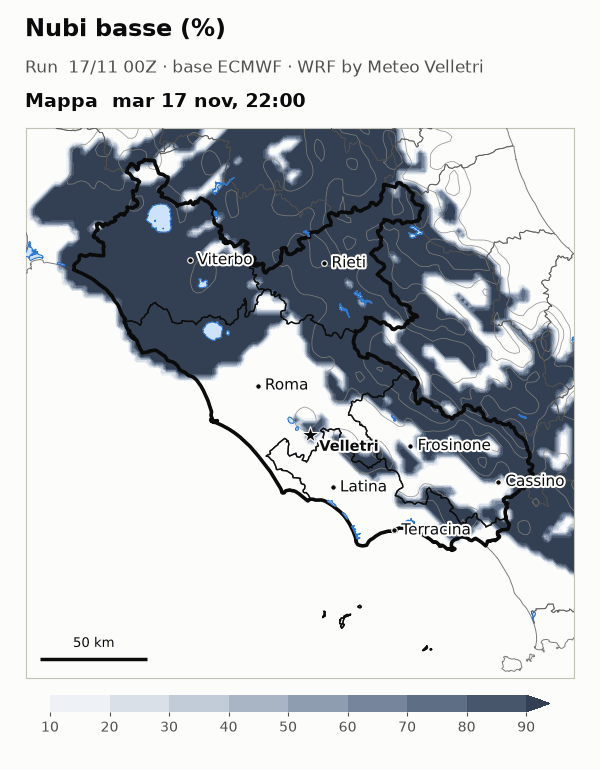 Nubi basse (%)
Run 17/11 00Z · base ECMWF · WRF by Meteo Velletri
Mappa mar 17 nov, 22:00
Viterbo
Rieti
Roma
Velletri
Frosinone
Cassino
Latina
Terracina
50 km
10 20 30 40 50 60 70 80 90